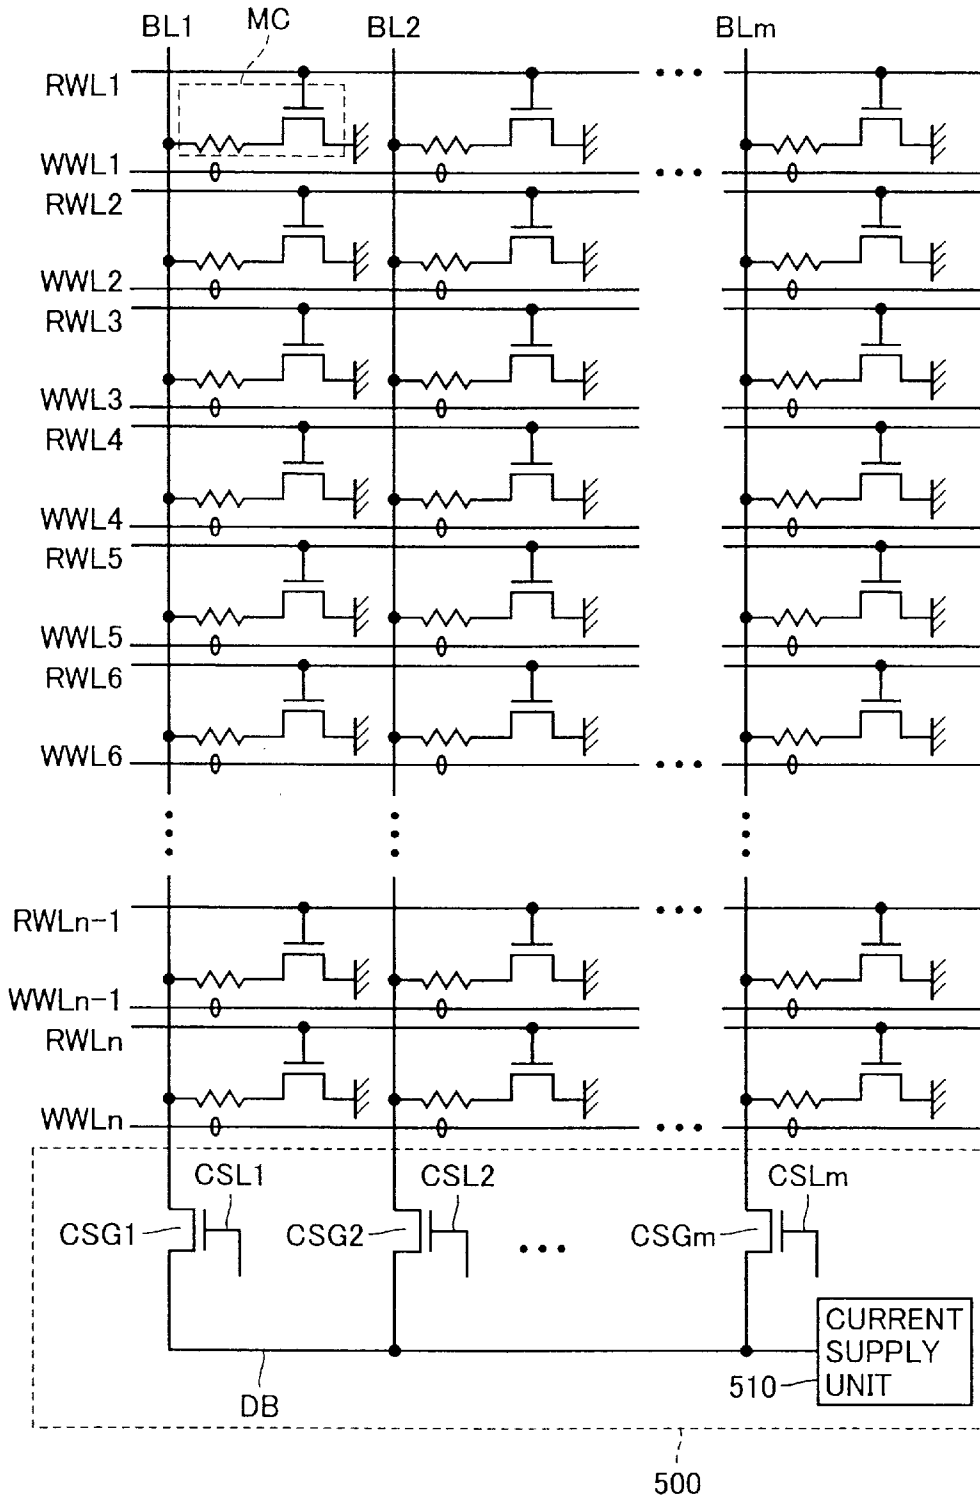 BL1 MC BL2 BLm
RWL1
WWL1
RWL2
WWL2
RWL3
WWL3
RWL4
WWL4
RWL5
WWL5
RWL6
WWL6
RWLn-1
WWLn-1
RWLn
WWLn
CSL1 CSL2 CSLm
CSG1 CSG2 CSGm
CURRENT
SUPPLY
510 UNIT
DB
500